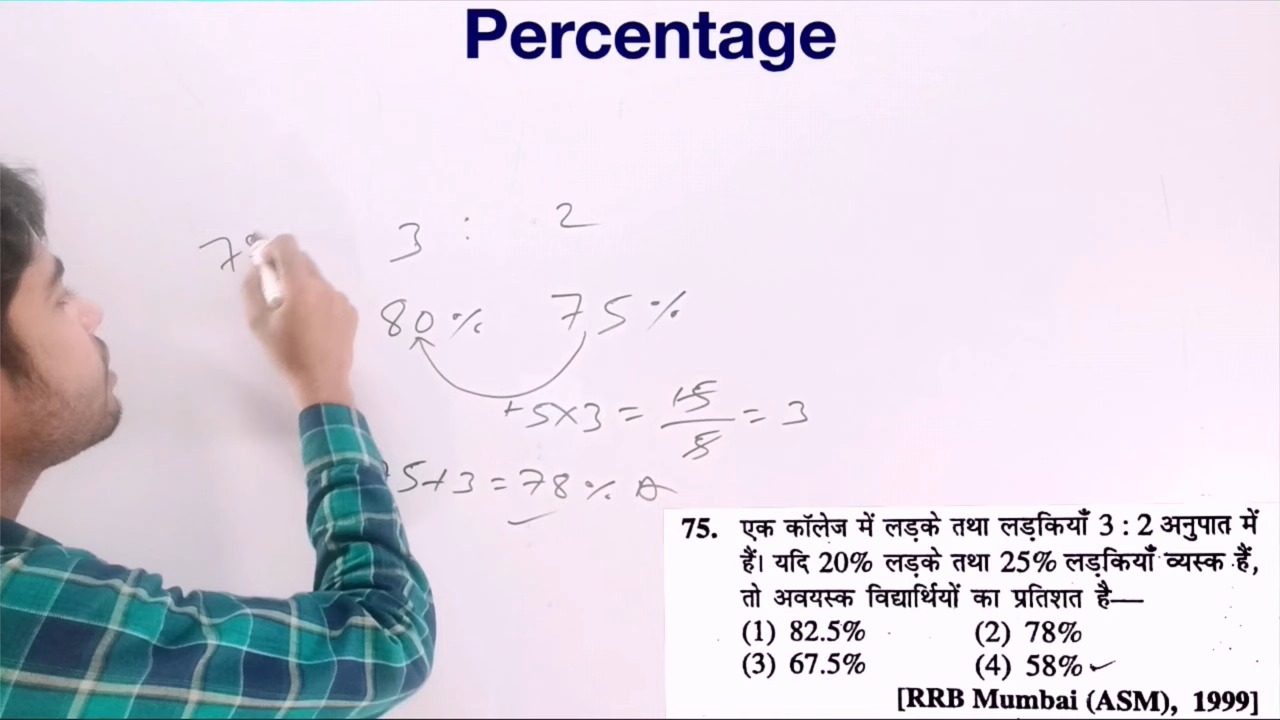 Percentage
3 : 2
80% 75%
+5×3 = 15/5 = 3
5+3 = 78%
75. एक कॉलेज में लड़के तथा लड़कियाँ 3 : 2 अनुपात में
हैं। यदि 20% लड़के तथा 25% लड़कियाँ व्यस्क हैं,
तो अवयस्क विद्यार्थियों का प्रतिशत है—
(1) 82.5% (2) 78%
(3) 67.5% (4) 58%
[RRB Mumbai (ASM), 1999]